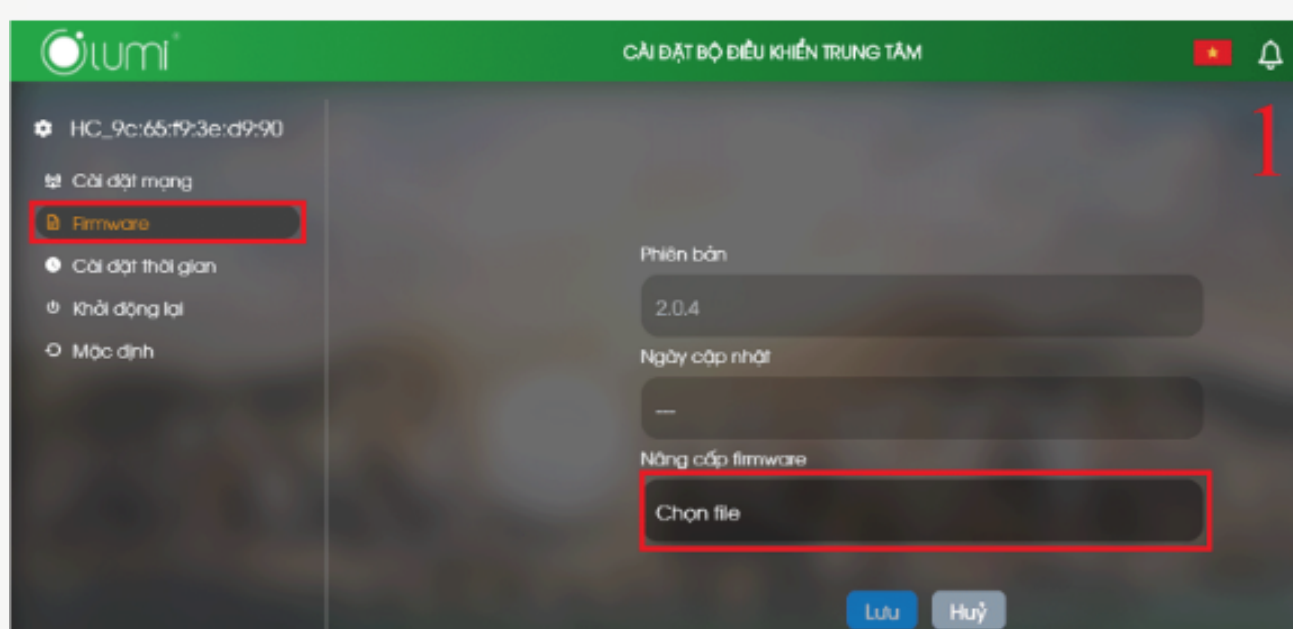 Lumi
CÀI ĐẶT BỘ ĐIỀU KHIỂN TRUNG TÂM
1
HC_9c:65:f9:3e:d9:90
Cài đặt mạng
Firmware
Cài đặt thời gian
Khởi động lại
Mặc định
Phiên bản
2.0.4
Ngày cập nhật
---
Nâng cấp firmware
Chọn file
Lưu
Huỷ